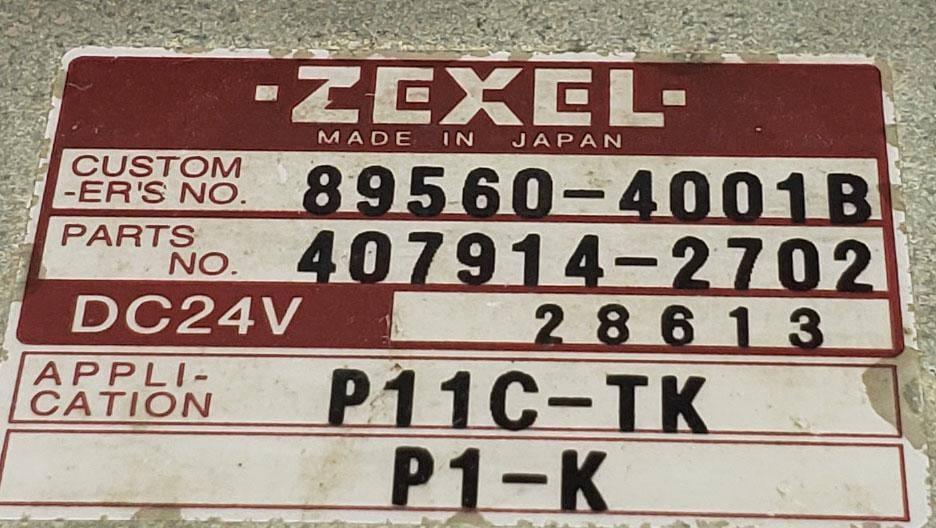 ·ZEXEL·
MADE IN JAPAN
CUSTOM
-ER'S NO. 89560-4001B
PARTS
NO. 407914-2702
DC24V 28613
APPLI-
CATION P11C-TK
P1-K